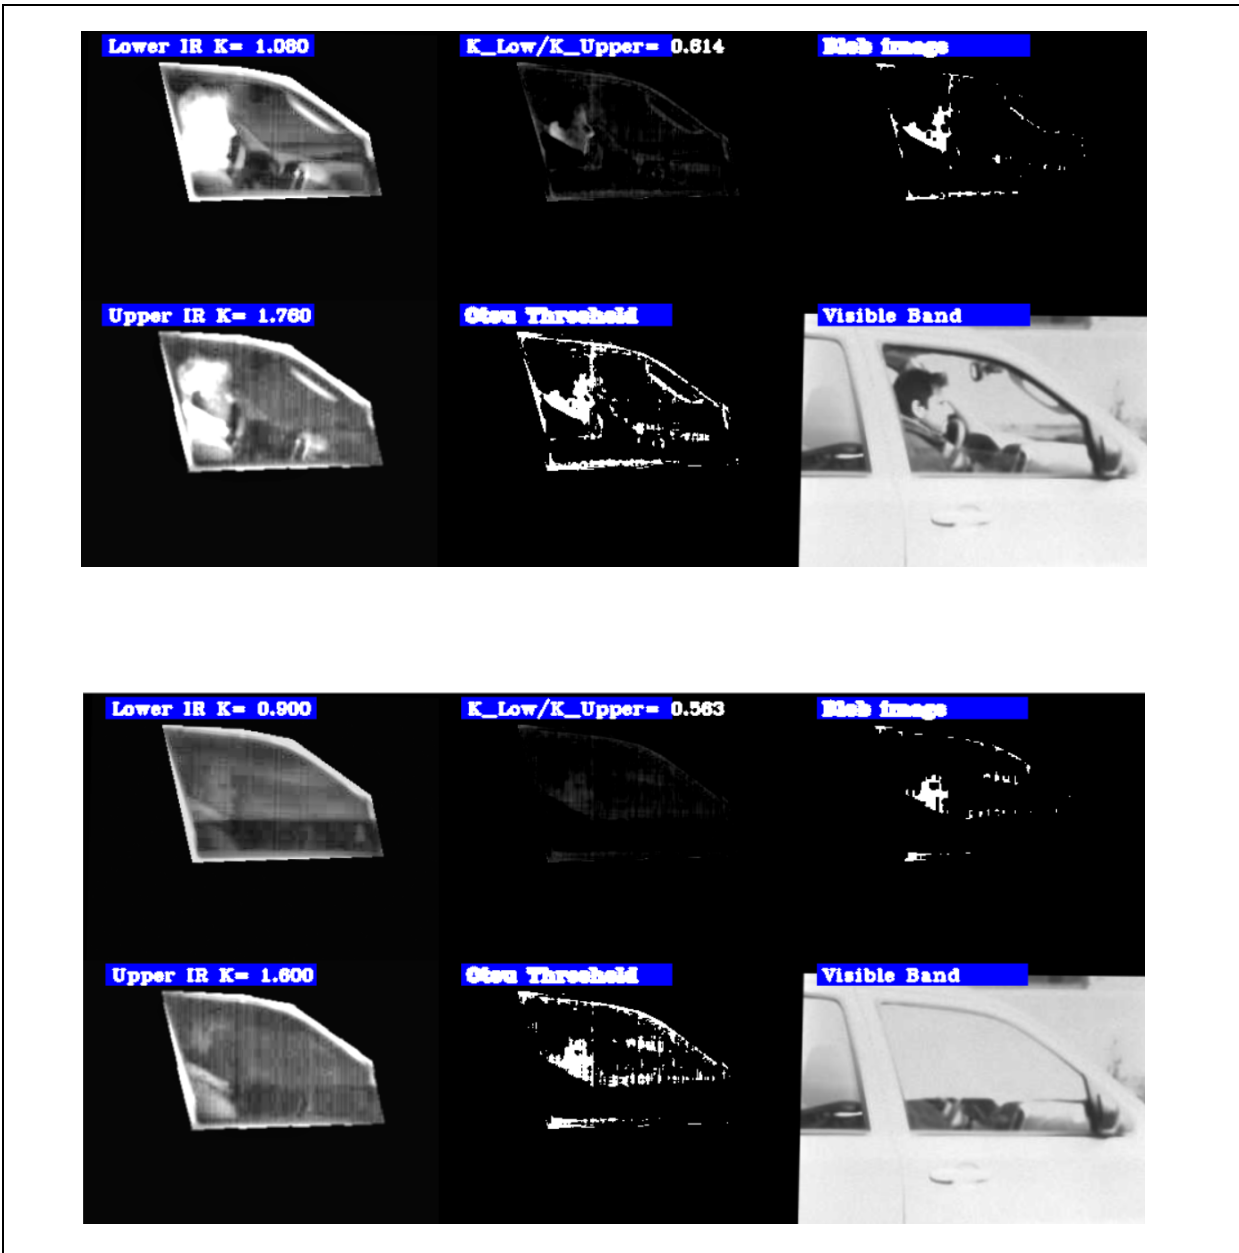 Lower IR K= 1.080
K_Low/K_Upper= 0.614
Blob image
Upper IR K= 1.760
Otsu Threshold
Visible Band
Lower IR K= 0.900
K_Low/K_Upper= 0.563
Blob image
Upper IR K= 1.600
Otsu Threshold
Visible Band